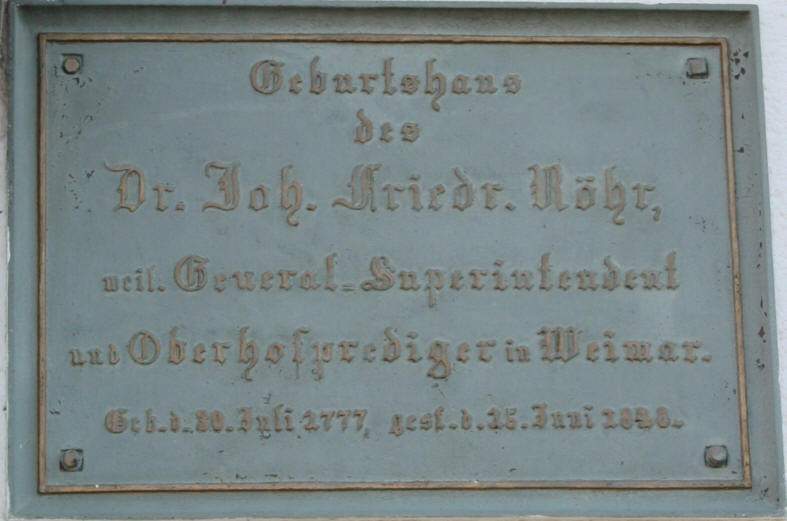 Geburtshaus
des
Dr. Joh. Friedr. Röhr,
weil. General-Superintendent
und Oberhofprediger in Weimar.
Geb. d. 30. Juli 1777, gest. d. 15. Juni 1848.